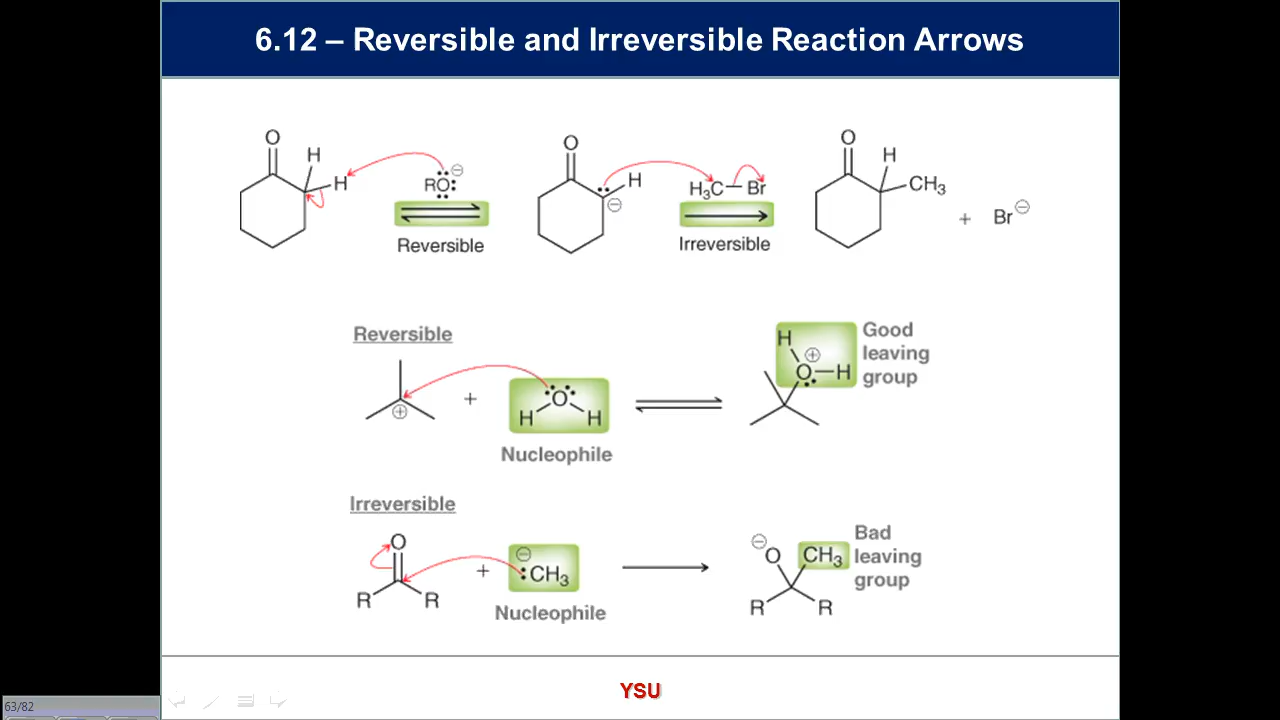 6.12 – Reversible and Irreversible Reaction Arrows
O
H
H
RO:
⊖
Reversible
O
H
⊖
H₃C—Br
Irreversible
O
H
CH₃
+ Br⊖
Reversible
⊕
+
O
H H
Nucleophile
H
⊕
O—H
Good
leaving
group
Irreversible
O
R R
+
⊖
:CH₃
Nucleophile
⊖
O CH₃
R R
Bad
leaving
group
YSU
63/82